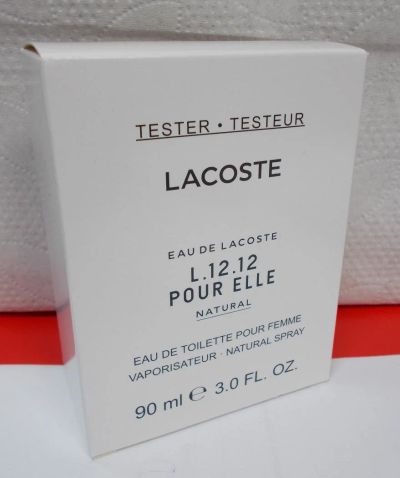 TESTER • TESTEUR
LACOSTE
EAU DE LACOSTE
L.12.12
POUR ELLE
NATURAL
EAU DE TOILETTE POUR FEMME
VAPORISATEUR · NATURAL SPRAY
90 ml ℮ 3.0 FL. OZ.